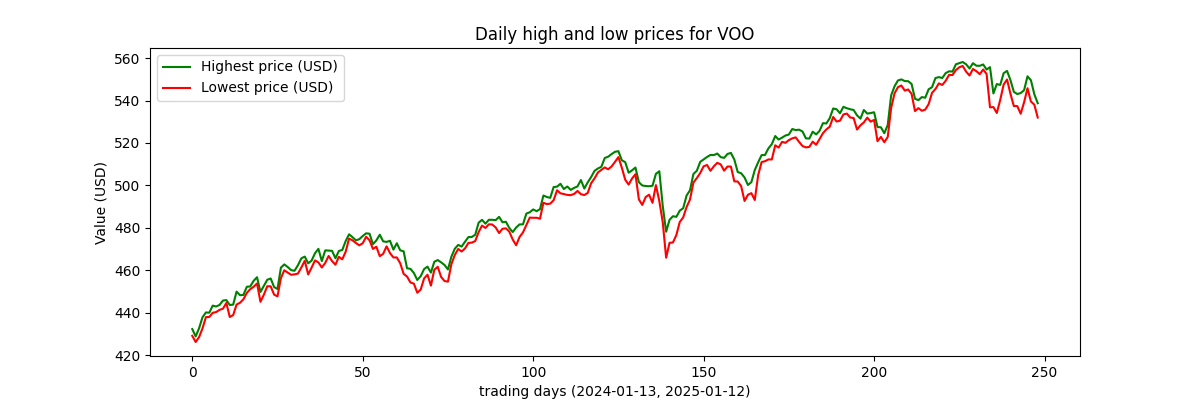 Daily high and low prices for VOO
Highest price (USD)
Lowest price (USD)
Value (USD)
560
540
520
500
480
460
440
420
0
50
100
150
200
250
trading days (2024-01-13, 2025-01-12)